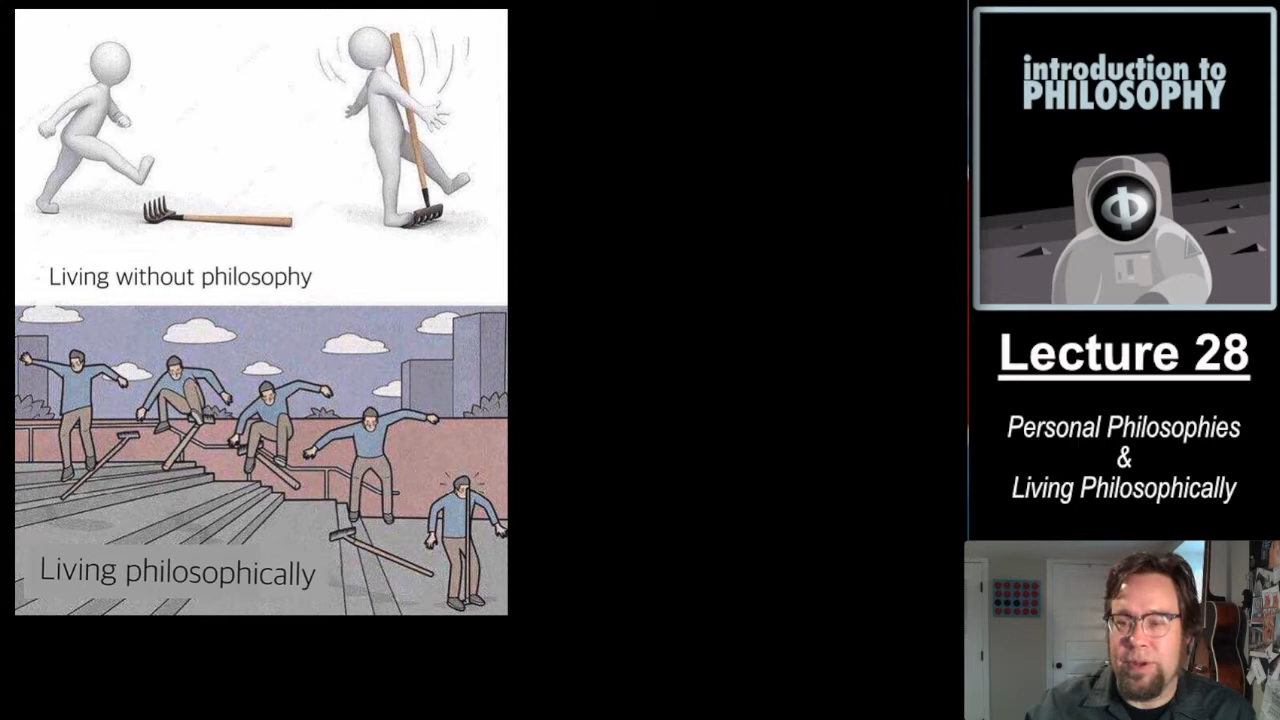 Living without philosophy
Living philosophically
introduction to
PHILOSOPHY
Φ
Lecture 28
Personal Philosophies
&
Living Philosophically